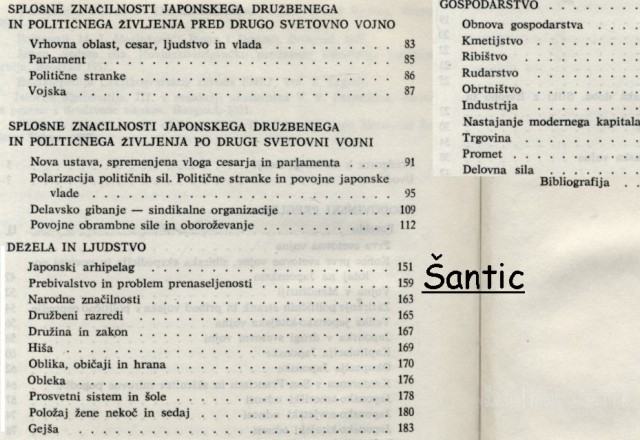 SPLOŠNE ZNAČILNOSTI JAPONSKEGA DRUŽBENEGA
IN POLITIČNEGA ŽIVLJENJA PRED DRUGO SVETOVNO VOJNO
Vrhovna oblast, cesar, ljudstvo in vlada . . . . . . . . . . 83
Parlament . . . . . . . . . . 85
Politične stranke . . . . . . . . . . 86
Vojska . . . . . . . . . . 87
SPLOŠNE ZNAČILNOSTI JAPONSKEGA DRUŽBENEGA
IN POLITIČNEGA ŽIVLJENJA PO DRUGI SVETOVNI VOJNI
Nova ustava, spremenjena vloga cesarja in parlamenta . . . . 91
Polarizacija političnih sil. Politične stranke in povojne japonske
vlade . . . . . . . . . . 95
Delavsko gibanje — sindikalne organizacije . . . . . . . . 109
Povojne obrambne sile in oboroževanje . . . . . . . . 112
DEŽELA IN LJUDSTVO
Japonski arhipelag . . . . . . . . . . 151
Prebivalstvo in problem prenaseljenosti . . . . . . . . 159
Narodne značilnosti . . . . . . . . . . 163
Družbeni razredi . . . . . . . . . . 165
Družina in zakon . . . . . . . . . . 167
Hiša . . . . . . . . . . 169
Oblika, običaji in hrana . . . . . . . . . . 170
Obleka . . . . . . . . . . 176
Prosvetni sistem in šole . . . . . . . . . . 178
Položaj žene nekoč in sedaj . . . . . . . . . . 180
Gejša . . . . . . . . . . 183
GOSPODARSTVO . . .
Obnova gospodarstva . . .
Kmetijstvo . . . .
Ribištvo . . . .
Rudarstvo . . . .
Obrtništvo . . . .
Industrija . . . .
Nastajanje modernega kapitala
Trgovina . . . .
Promet . . . .
Delovna sila . . . .
Bibliografija . . .
Šantic